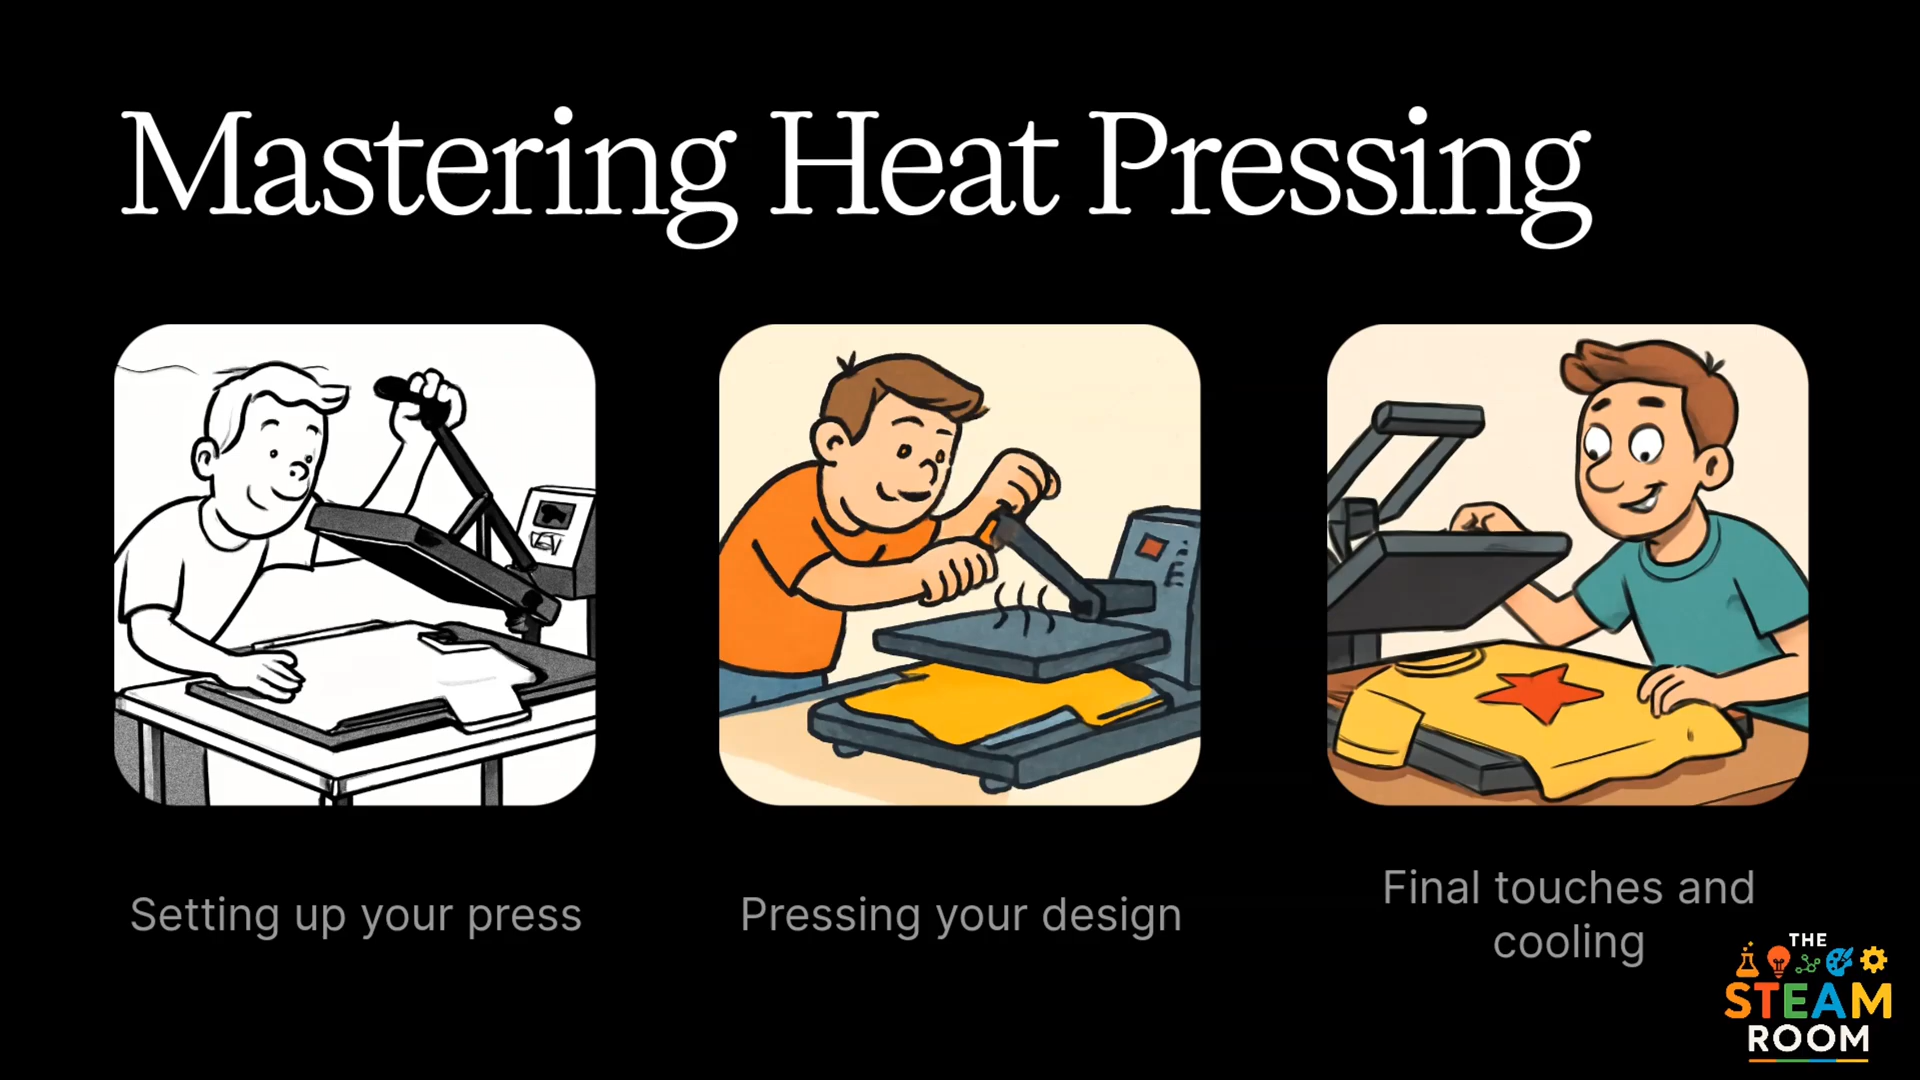 Mastering Heat Pressing
Setting up your press
Pressing your design
Final touches and
cooling
THE
STEAM
ROOM